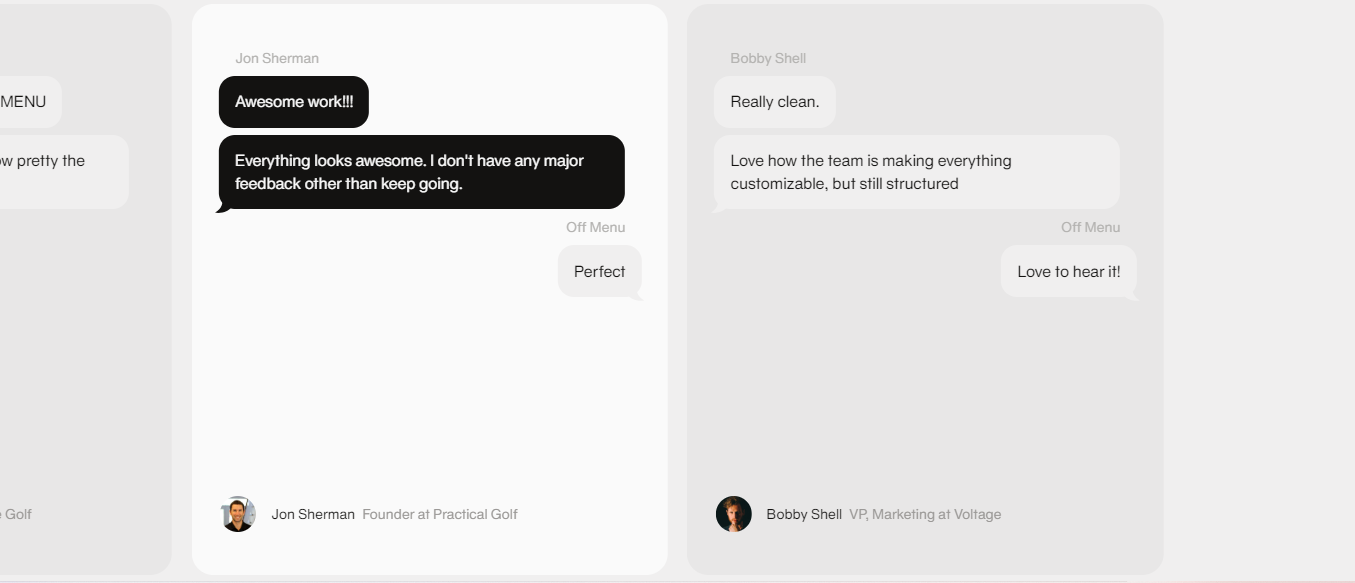 MENU
ow pretty the
e Golf
Jon Sherman
Awesome work!!!
Everything looks awesome. I don't have any major
feedback other than keep going.
Off Menu
Perfect
Jon Sherman Founder at Practical Golf
Bobby Shell
Really clean.
Love how the team is making everything
customizable, but still structured
Off Menu
Love to hear it!
Bobby Shell VP, Marketing at Voltage